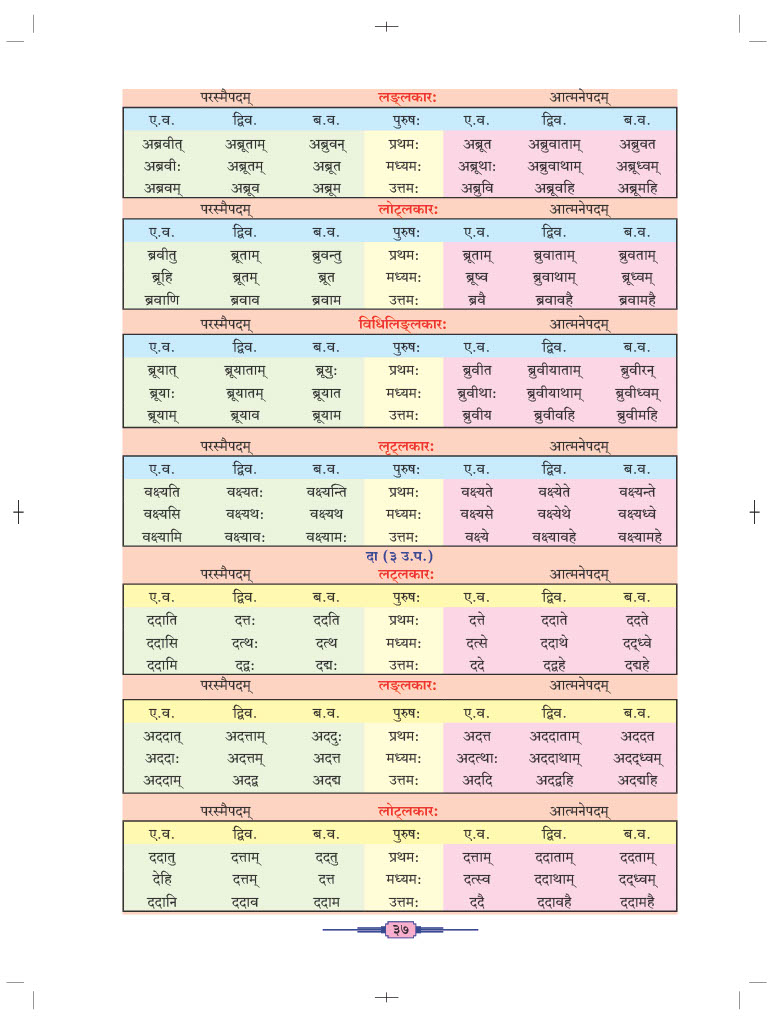 परस्मैपदम् लङ्लकारः आत्मनेपदम्
ए.व. द्विव. ब.व. पुरुषः ए.व. द्विव. ब.व.
अब्रवीत् अब्रूताम् अब्रुवन् प्रथमः अब्रूत अब्रुवाताम् अब्रुवत
अब्रवीः अब्रूतम् अब्रूत मध्यमः अब्रूथाः अब्रुवाथाम् अब्रूध्वम्
अब्रवम् अब्रूव अब्रूम उत्तमः अब्रुवि अब्रूवहि अब्रूमहि
परस्मैपदम् लोट्लकारः आत्मनेपदम्
ए.व. द्विव. ब.व. पुरुषः ए.व. द्विव. ब.व.
ब्रवीतु ब्रूताम् ब्रुवन्तु प्रथमः ब्रूताम् ब्रुवाताम् ब्रुवताम्
ब्रूहि ब्रूतम् ब्रूत मध्यमः ब्रूष्व ब्रुवाथाम् ब्रूध्वम्
ब्रवाणि ब्रवाव ब्रवाम उत्तमः ब्रवै ब्रवावहै ब्रवामहै
परस्मैपदम् विधिलिङ्लकारः आत्मनेपदम्
ए.व. द्विव. ब.व. पुरुषः ए.व. द्विव. ब.व.
ब्रूयात् ब्रूयाताम् ब्रूयुः प्रथमः ब्रुवीत ब्रुवीयाताम् ब्रुवीरन्
ब्रूयाः ब्रूयातम् ब्रूयात मध्यमः ब्रुवीथाः ब्रुवीयाथाम् ब्रुवीध्वम्
ब्रूयाम् ब्रूयाव ब्रूयाम उत्तमः ब्रुवीय ब्रुवीवहि ब्रुवीमहि
परस्मैपदम् लृट्लकारः आत्मनेपदम्
ए.व. द्विव. ब.व. पुरुषः ए.व. द्विव. ब.व.
वक्ष्यति वक्ष्यतः वक्ष्यन्ति प्रथमः वक्ष्यते वक्ष्येते वक्ष्यन्ते
वक्ष्यसि वक्ष्यथः वक्ष्यथ मध्यमः वक्ष्यसे वक्ष्येथे वक्ष्यध्वे
वक्ष्यामि वक्ष्यावः वक्ष्यामः उत्तमः वक्ष्ये वक्ष्यावहे वक्ष्यामहे
दा (३ उ.प.)
परस्मैपदम् लट्लकारः आत्मनेपदम्
ए.व. द्विव. ब.व. पुरुषः ए.व. द्विव. ब.व.
ददाति दत्तः ददति प्रथमः दत्ते ददाते ददते
ददासि दत्थः दत्थ मध्यमः दत्से ददाथे दद्ध्वे
ददामि दद्वः दद्मः उत्तमः ददे दद्वहे दद्महे
परस्मैपदम् लङ्लकारः आत्मनेपदम्
ए.व. द्विव. ब.व. पुरुषः ए.व. द्विव. ब.व.
अददात् अदत्ताम् अददुः प्रथमः अदत्त अददाताम् अददत
अददाः अदत्तम् अदत्त मध्यमः अदत्थाः अददाथाम् अदद्ध्वम्
अददाम् अदद्व अदद्म उत्तमः अददि अदद्वहि अदद्महि
परस्मैपदम् लोट्लकारः आत्मनेपदम्
ए.व. द्विव. ब.व. पुरुषः ए.व. द्विव. ब.व.
ददातु दत्ताम् ददतु प्रथमः दत्ताम् ददाताम् ददताम्
देहि दत्तम् दत्त मध्यमः दत्स्व ददाथाम् दद्ध्वम्
ददानि ददाव ददाम उत्तमः ददै ददावहै ददामहै
३७